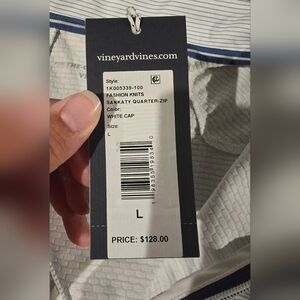 vineyardvines.com
Style:
1K005339-100
FASHION KNITS
SANKATY QUARTER-ZIP
Color:
WHITE CAP
Size:
L
L
PRICE: $128.00